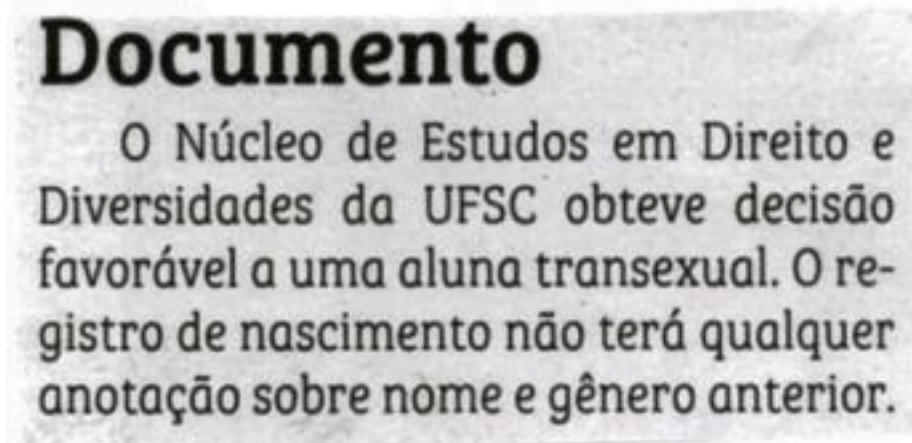 Documento
O Núcleo de Estudos em Direito e
Diversidades da UFSC obteve decisão
favorável a uma aluna transexual. O re-
gistro de nascimento não terá qualquer
anotação sobre nome e gênero anterior.